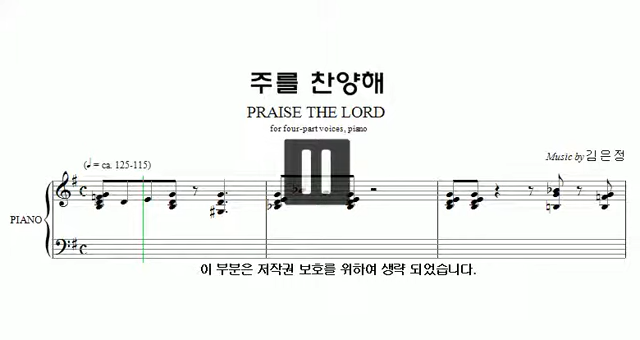 주를 찬양해
PRAISE THE LORD
for four-part voices, piano
Music by 김 은 정
(♩= ca. 125-115)
PIANO
이 부분은 저작권 보호를 위하여 생략 되었습니다.